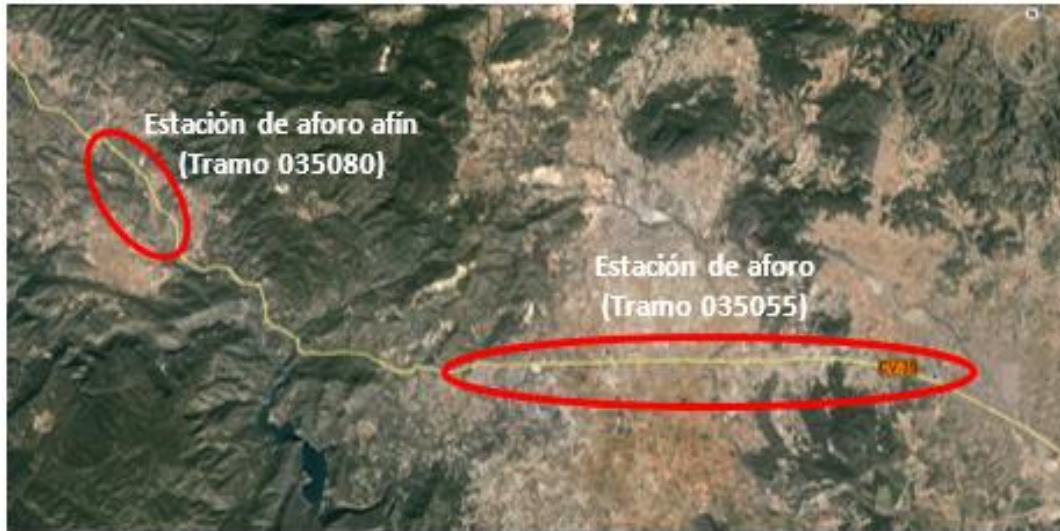 Estación de aforo afín
(Tramo 035080)
Estación de aforo
(Tramo 035055)